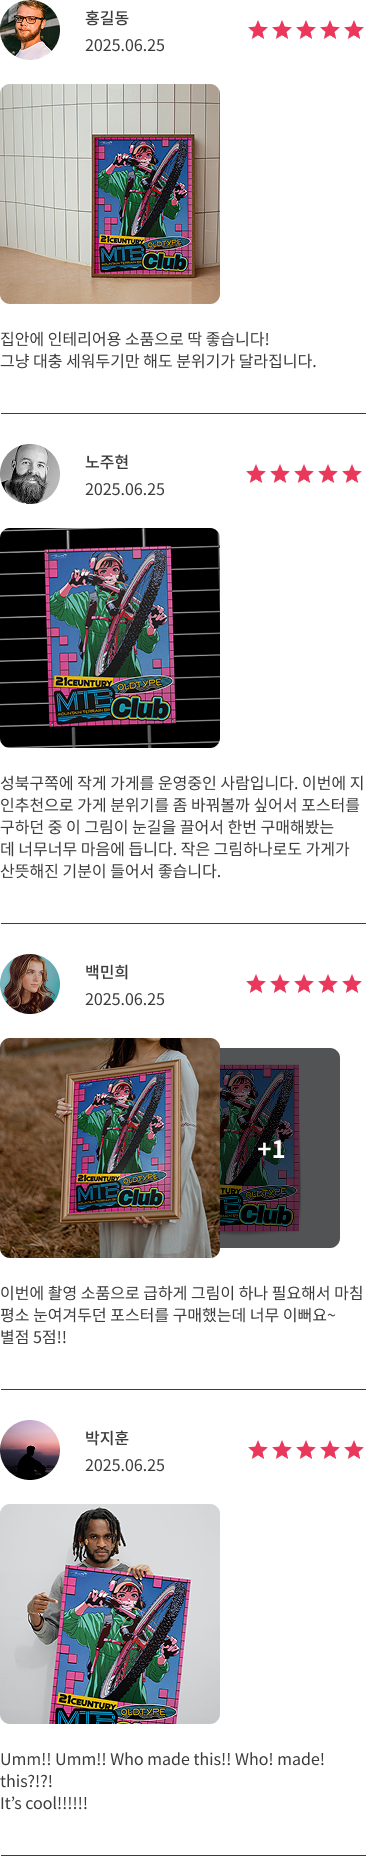 홍길동
2025.06.25
21CEUNTURY
OLDTYPE
MTB
MOUNTAIN TERRAIN BIKE
Club
집안에 인테리어용 소품으로 딱 좋습니다!
그냥 대충 세워두기만 해도 분위기가 달라집니다.
노주현
2025.06.25
21CEUNTURY
OLDTYPE
MTB
MOUNTAIN TERRAIN BIKE
Club
성북구쪽에 작게 가게를 운영중인 사람입니다. 이번에 지
인추천으로 가게 분위기를 좀 바꿔볼까 싶어서 포스터를
구하던 중 이 그림이 눈길을 끌어서 한번 구매해봤는
데 너무너무 마음에 듭니다. 작은 그림하나로도 가게가
산뜻해진 기분이 들어서 좋습니다.
백민희
2025.06.25
+1
21CEUNTURY
OLDTYPE
MTB
Club
OLDTYPE
Club
이번에 촬영 소품으로 급하게 그림이 하나 필요해서 마침
평소 눈여겨두던 포스터를 구매했는데 너무 이뻐요~
별점 5점!!
박지훈
2025.06.25
21CEUNTURY
OLDTYPE
MTB
Umm!! Umm!! Who made this!! Who! made!
this?!?!
It’s cool!!!!!!